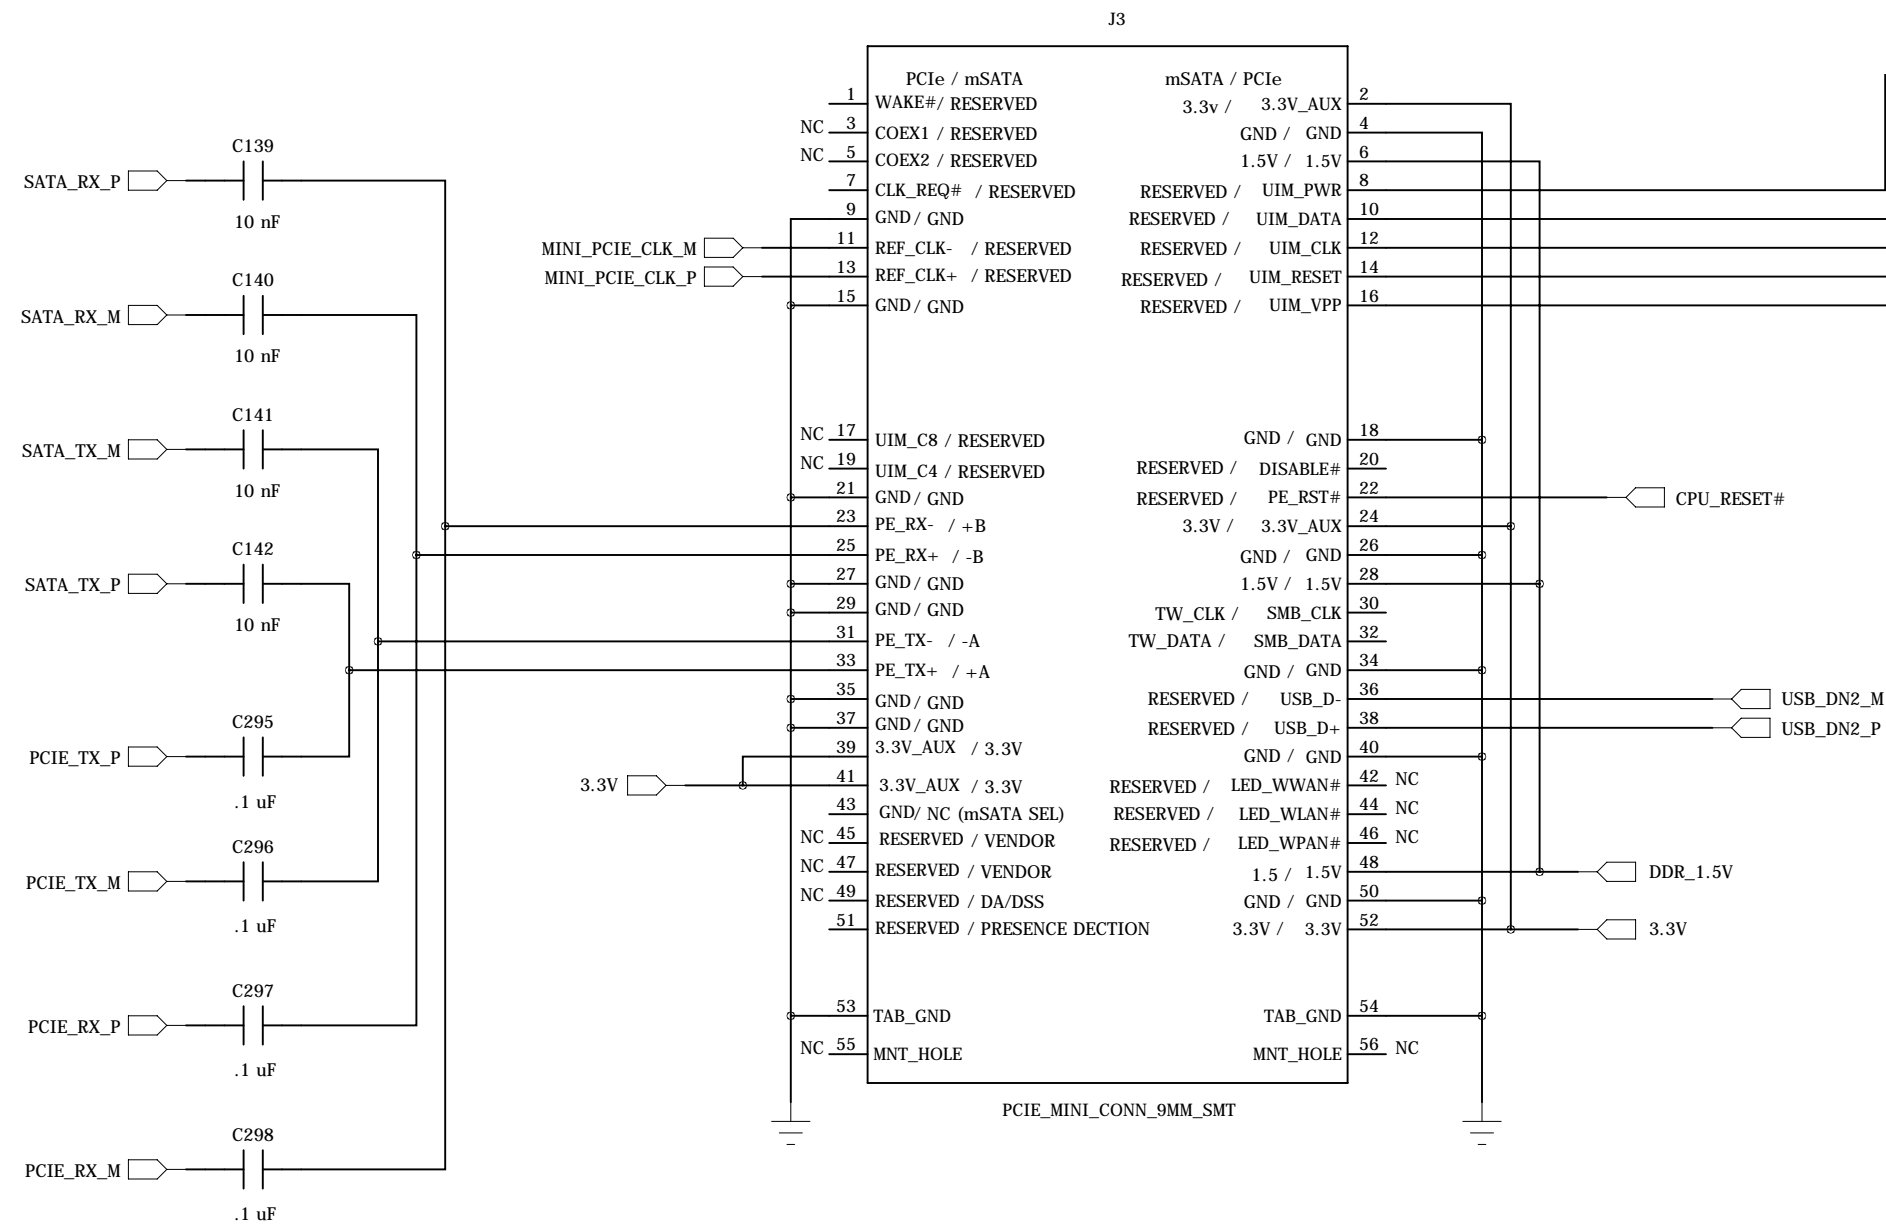 J3
PCIe / mSATA mSATA / PCIe
1 WAKE#/ RESERVED 3.3v / 3.3V_AUX 2
NC 3 COEX1 / RESERVED GND / GND 4
NC 5 COEX2 / RESERVED 1.5V / 1.5V 6
7 CLK_REQ# / RESERVED RESERVED / UIM_PWR 8
9 GND / GND RESERVED / UIM_DATA 10
MINI_PCIE_CLK_M 11 REF_CLK- / RESERVED RESERVED / UIM_CLK 12
MINI_PCIE_CLK_P 13 REF_CLK+ / RESERVED RESERVED / UIM_RESET 14
15 GND / GND RESERVED / UIM_VPP 16
NC 17 UIM_C8 / RESERVED GND / GND 18
NC 19 UIM_C4 / RESERVED RESERVED / DISABLE# 20
21 GND / GND RESERVED / PE_RST# 22 CPU_RESET#
23 PE_RX- / +B 3.3V / 3.3V_AUX 24
25 PE_RX+ / -B GND / GND 26
27 GND / GND 1.5V / 1.5V 28
29 GND / GND TW_CLK / SMB_CLK 30
31 PE_TX- / -A TW_DATA / SMB_DATA 32
33 PE_TX+ / +A GND / GND 34
35 GND / GND RESERVED / USB_D- 36 USB_DN2_M
37 GND / GND RESERVED / USB_D+ 38 USB_DN2_P
39 3.3V_AUX / 3.3V GND / GND 40
3.3V 41 3.3V_AUX / 3.3V RESERVED / LED_WWAN# 42 NC
43 GND/ NC (mSATA SEL) RESERVED / LED_WLAN# 44 NC
NC 45 RESERVED / VENDOR RESERVED / LED_WPAN# 46 NC
NC 47 RESERVED / VENDOR 1.5 / 1.5V 48 DDR_1.5V
NC 49 RESERVED / DA/DSS GND / GND 50
51 RESERVED / PRESENCE DECTION 3.3V / 3.3V 52 3.3V
53 TAB_GND TAB_GND 54
NC 55 MNT_HOLE MNT_HOLE 56 NC
PCIE_MINI_CONN_9MM_SMT
C139
SATA_RX_P
10 nF
C140
SATA_RX_M
10 nF
C141
SATA_TX_M
10 nF
C142
SATA_TX_P
10 nF
C295
PCIE_TX_P
.1 uF
C296
PCIE_TX_M
.1 uF
C297
PCIE_RX_P
.1 uF
C298
PCIE_RX_M
.1 uF